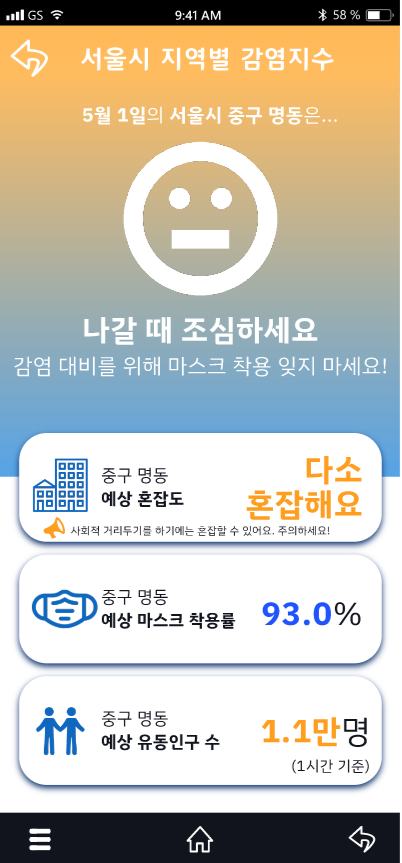 GS 9:41 AM 58 %
서울시 지역별 감염지수
5월 1일의 서울시 중구 명동은...
나갈 때 조심하세요
감염 대비를 위해 마스크 착용 잊지 마세요!
중구 명동
예상 혼잡도
다소
혼잡해요
사회적 거리두기를 하기에는 혼잡할 수 있어요. 주의하세요!
중구 명동
예상 마스크 착용률
93.0%
중구 명동
예상 유동인구 수
1.1만명
(1시간 기준)